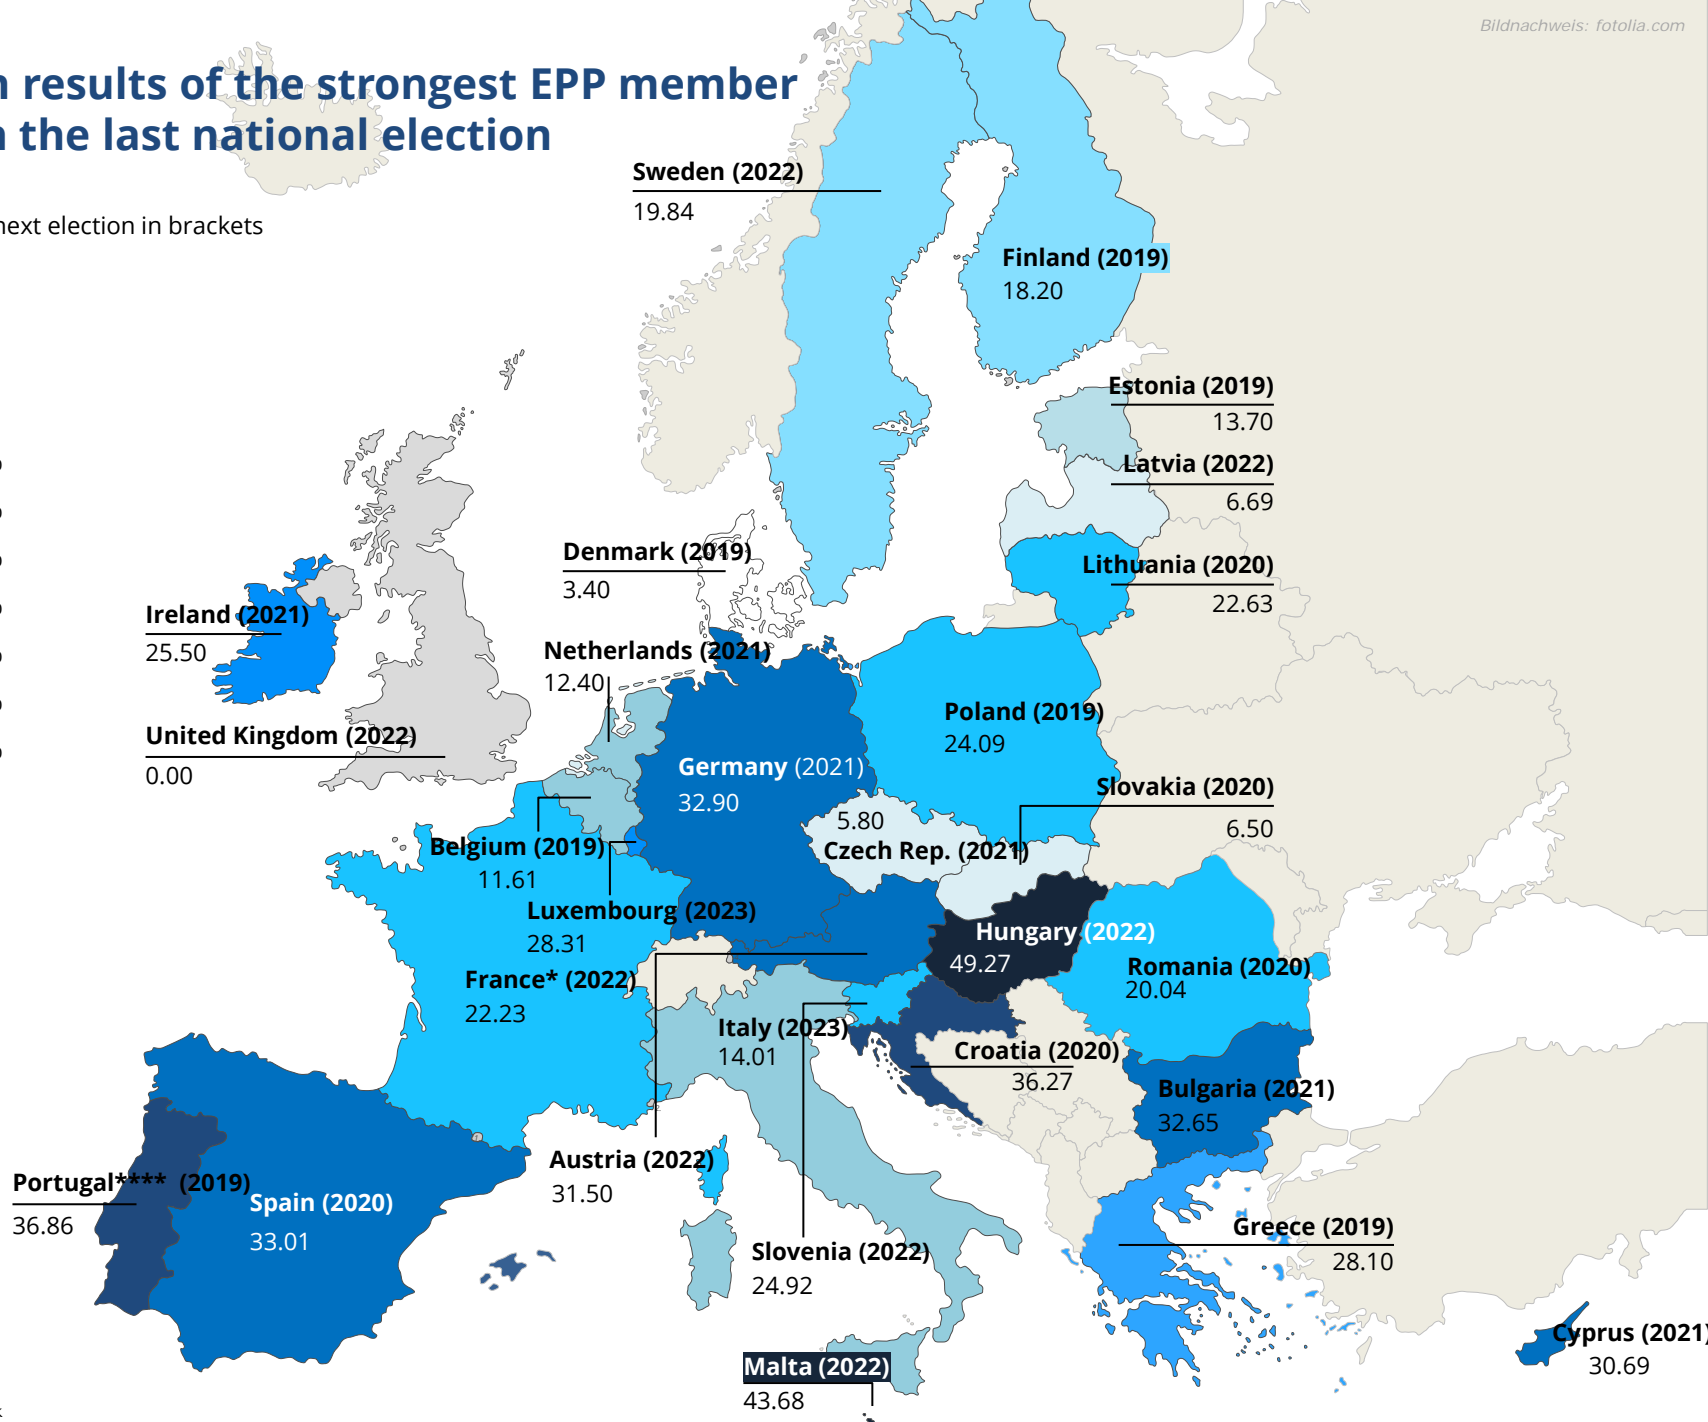 Bildnachweis: fotolia.com
results of the strongest EPP member
the last national election
next election in brackets
Sweden (2022)
19.84
Finland (2019)
18.20
Estonia (2019)
13.70
Latvia (2022)
6.69
Denmark (2019)
3.40
Lithuania (2020)
22.63
Ireland (2021)
25.50
Netherlands (2021)
12.40
United Kingdom (2022)
0.00
Poland (2019)
24.09
Germany (2021)
32.90
Slovakia (2020)
6.50
5.80
Czech Rep. (2021)
Belgium (2019)
11.61
Luxembourg (2023)
28.31
Hungary (2022)
49.27
France* (2022)
22.23
Romania (2020)
20.04
Italy (2023)
14.01
Croatia (2020)
36.27
Bulgaria (2021)
32.65
Austria (2022)
31.50
Portugal**** (2019)
36.86
Spain (2020)
33.01
Greece (2019)
28.10
Slovenia (2022)
24.92
Cyprus (2021)
30.69
Malta (2022)
43.68